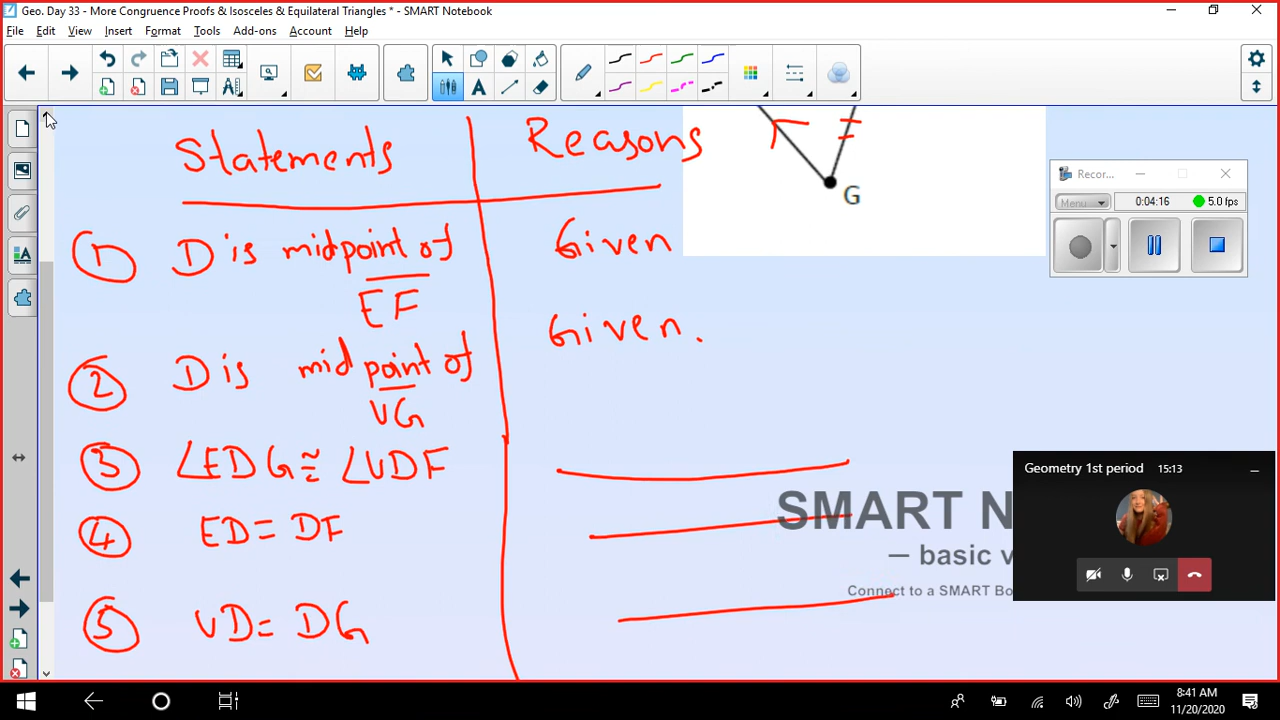 Geo. Day 33 - More Congruence Proofs & Isosceles & Equilateral Triangles * - SMART Notebook
File Edit View Insert Format Tools Add-ons Account Help
Statements Reasons
G
Recor...
Menu 0:04:16 5.0 fps
1 D is midpoint of EF Given
2 D is midpoint of VG Given.
3 ∠EDG ≅ ∠VDF
4 ED = DF
5 VD = DG
SMART N
— basic v
Connect to a SMART Bo
Geometry 1st period 15:13
8:41 AM
11/20/2020